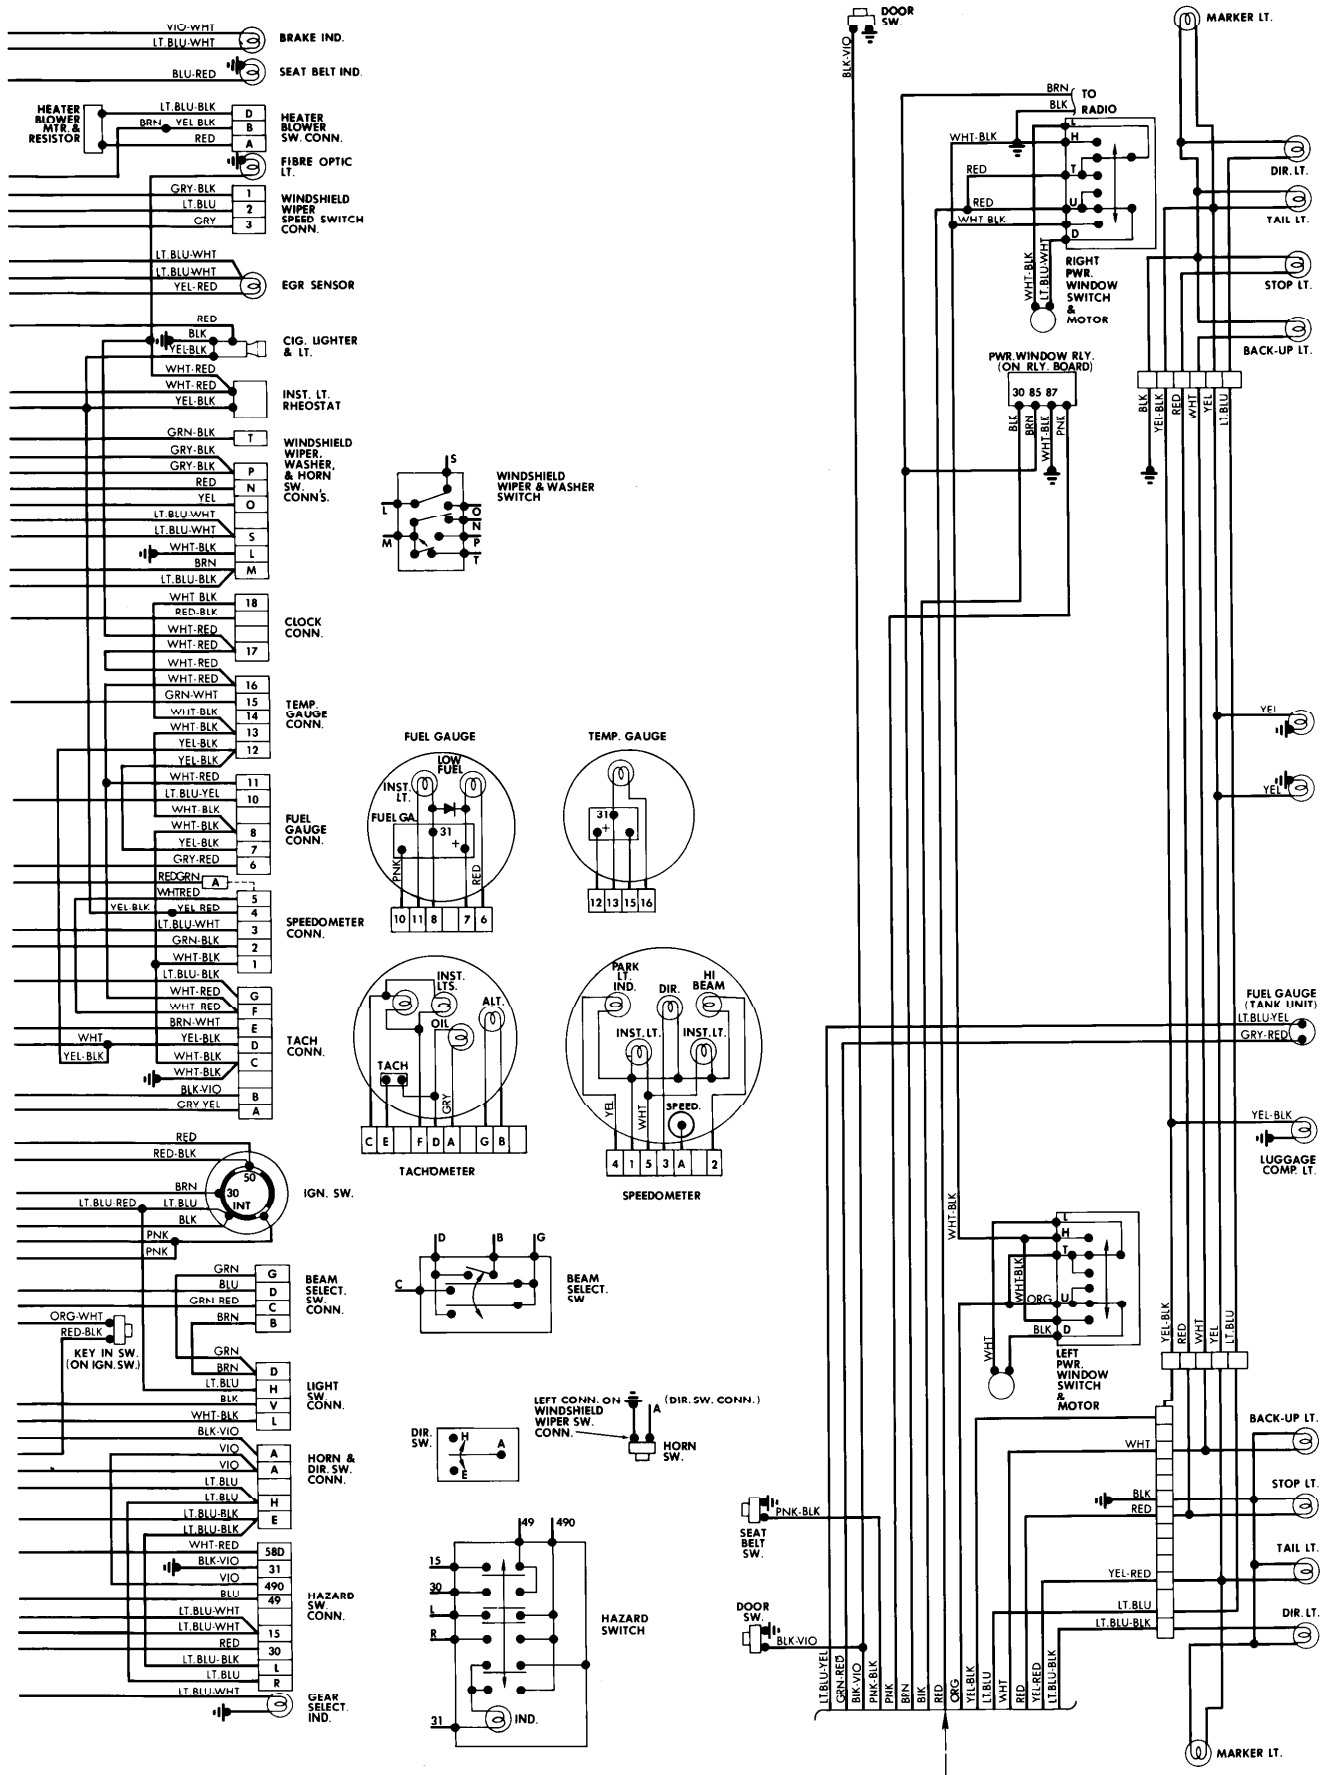 VIO-WHT
LT.BLU-WHT
BRAKE IND.
BLU-RED
SEAT BELT IND.
HEATER
BLOWER
MTR.&
RESISTOR
LT.BLU-BLK
BRN
YEL BLK
RED
D
B
A
HEATER
BLOWER
SW. CONN.
FIBRE OPTIC
LT.
GRY-BLK
LT.BLU
GRY
1
2
3
WINDSHIELD
WIPER
SPEED SWITCH
CONN.
LT.BLU-WHT
LT.BLU-WHT
YEL-RED
EGR SENSOR
RED
BLK
YEL-BLK
CIG. LIGHTER
& LT.
WHT-RED
WHT-RED
YEL-BLK
INST. LT.
RHEOSTAT
GRN-BLK
GRY-BLK
GRY-BLK
RED
YEL
LT.BLU-WHT
LT.BLU-WHT
WHT-BLK
BRN
LT.BLU-BLK
T
P
N
O
S
L
M
WINDSHIELD
WIPER,
WASHER,
& HORN
SW.
CONN'S.
WHT BLK
RED-BLK
WHT-RED
WHT-RED
18
17
CLOCK
CONN.
WHT-RED
WHT-RED
GRN-WHT
WHT-BLK
WHT-BLK
YEL-BLK
YEL-BLK
16
15
14
13
12
TEMP.
GAUGE
CONN.
WHT-RED
LT.BLU-YEL
WHT-BLK
WHT-BLK
YEL-BLK
GRY-RED
11
10
8
7
6
FUEL
GAUGE
CONN.
REDGRN
A
WHTRED
YEL-BLK
YEL RED
LT.BLU-WHT
GRN-BLK
WHT-BLK
5
4
3
2
1
SPEEDOMETER
CONN.
LT.BLU-BLK
WHT-RED
WHT RED
BRN-WHT
WHT
YEL-BLK
YEL-BLK
WHT-BLK
WHT-BLK
BLK-VIO
GRY YEL
G
F
E
D
C
B
A
TACH
CONN.
RED
RED-BLK
BRN
LT.BLU-RED
LT.BLU
BLK
PNK
PNK
50
30
INT
IGN. SW.
GRN
BLU
GRN RED
BRN
G
D
C
B
BEAM
SELECT.
SW.
CONN.
ORG-WHT
RED-BLK
KEY IN SW.
(ON IGN.SW.)
GRN
BRN
LT.BLU
BLK
WHT-BLK
D
H
V
L
LIGHT
SW.
CONN.
BLK-VIO
VIO
VIO
LT.BLU
LT.BLU
LT.BLU-BLK
LT.BLU-BLK
A
A
H
E
HORN &
DIR.SW.
CONN.
WHT-RED
BLK-VIO
VIO
BLU
LT.BLU-WHT
LT.BLU-WHT
RED
LT.BLU-BLK
LT.BLU
58D
31
490
49
15
30
L
R
HAZARD
SW.
CONN.
LT.BLU-WHT
GEAR
SELECT.
IND.
S
L
M
O
N
P
T
WINDSHIELD
WIPER & WASHER
SWITCH
FUEL GAUGE
LOW
FUEL
INST.
LT.
FUEL GA.
31
+
PNK
RED
10 11 8 7 6
TEMP. GAUGE
31
+
12 13 15 16
INST.
LTS.
ALT.
OIL
TACH
GRY
C E F D A G B
TACHOMETER
PARK
LT.
IND.
DIR.
HI
BEAM
INST.LT.
INST.LT.
YEL
WHT
SPEED.
4 1 5 3 A 2
SPEEDOMETER
D B G
C
BEAM
SELECT.
SW
LEFT CONN. ON
WINDSHIELD
WIPER SW.
CONN.
A
(DIR. SW. CONN.)
HORN
SW.
DIR.
SW.
H
A
E
49
490
15
30
L
R
31
IND.
HAZARD
SWITCH
DOOR
SW.
BLK-VIO
BRN
BLK
TO
RADIO
WHT-BLK
RED
RED
WHT BLK
L
H
T
U
D
WHT-BLK
LT.BLU-WHT
RIGHT
PWR.
WINDOW
SWITCH
&
MOTOR
PWR.WINDOW RLY.
(ON RLY. BOARD)
30 85 87
BLK
BRN
WHT-BLK
PNK
MARKER LT.
DIR. LT.
TAIL LT.
STOP LT.
BACK-UP LT.
BLK
YEL-BLK
RED
WHT
YEL
LT.BLU
YEL
YEL
FUEL GAUGE
(TANK UNIT)
LT.BLU-YEL
GRY-RED
YEL-BLK
LUGGAGE
COMP. LT.
WHT-BLK
L
H
T
U
D
WHT-BLK
ORG
BLK
WHT
LEFT
PWR.
WINDOW
SWITCH
&
MOTOR
YEL-BLK
RED
WHT
YEL
LT.BLU
WHT
BACK-UP LT.
BLK
RED
STOP LT.
YEL-RED
TAIL LT.
LT.BLU
LT.BLU-BLK
DIR. LT.
SEAT
BELT
SW.
PNK-BLK
DOOR
SW.
BLK-VIO
LT.BLU-YEL
GRN-RED
BLK-VIO
PNK-BLK
PNK
BRN
BLK
RED
ORG
YEL-BLK
LT.BLU
WHT
RED
YEL-RED
LT.BLU-BLK
MARKER LT.